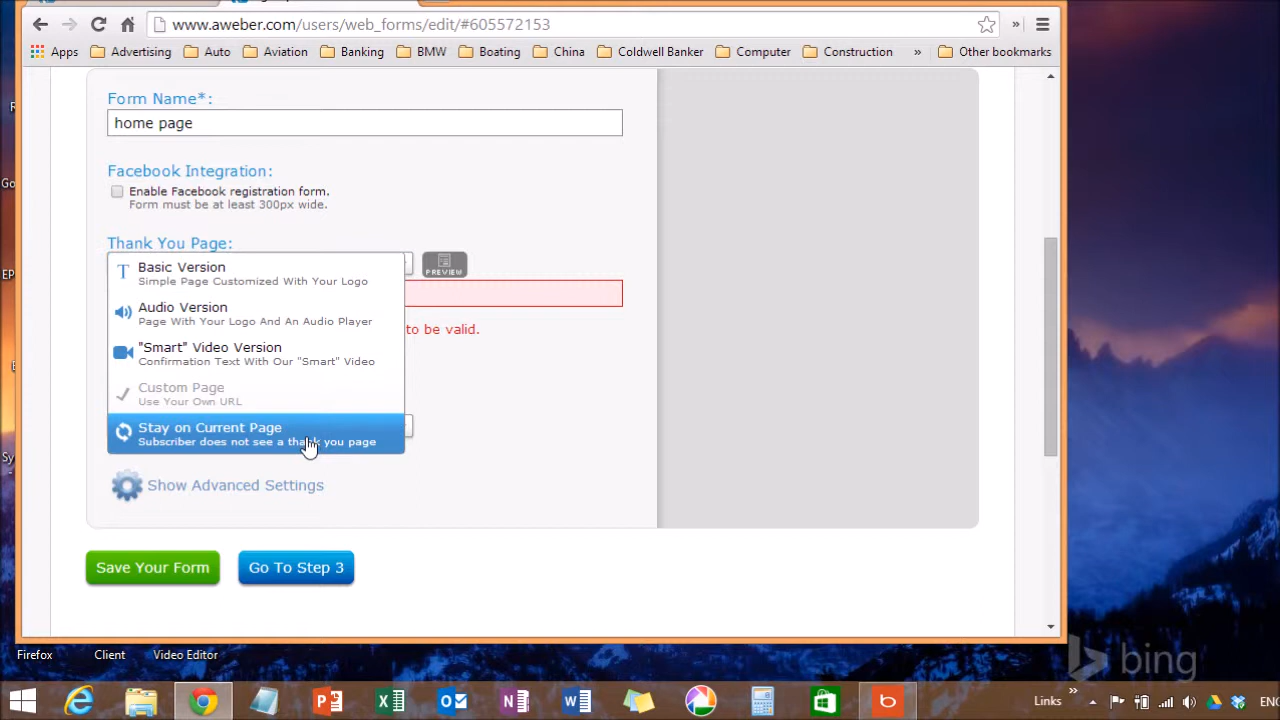 www.aweber.com/users/web_forms/edit/#605572153
»
Apps Advertising Auto Aviation Banking BMW Boating China Coldwell Banker Computer Construction » Other bookmarks
Form Name*:
home page
Facebook Integration:
Enable Facebook registration form.
Form must be at least 300px wide.
Thank You Page:
Basic Version
Simple Page Customized With Your Logo
PREVIEW
Audio Version
Page With Your Logo And An Audio Player
to be valid.
"Smart" Video Version
Confirmation Text With Our "Smart" Video
Custom Page
Use Your Own URL
Stay on Current Page
Subscriber does not see a thank you page
Show Advanced Settings
Save Your Form Go To Step 3
Firefox Client Video Editor
bing
Links » ENG